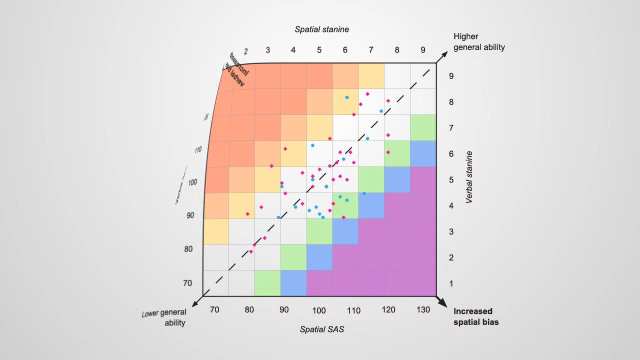 Spatial stanine
2 3 4 5 6 7 8 9
Higher
general ability
9
8
7
6
5
4
3
2
1
Verbal stanine
110
100
90
80
70
Lower general
ability
70 80 90 100 110 120 130
Spatial SAS
Increased
spatial bias